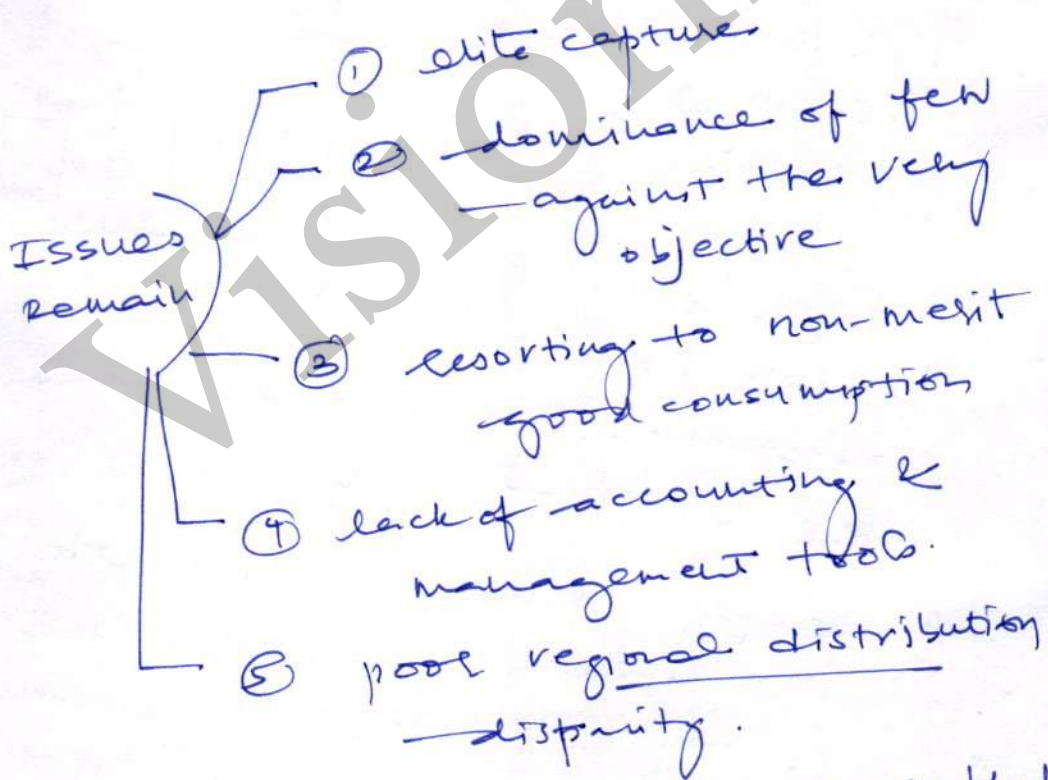 ① elite capture
② dominance of few
— against the very
objective
Issues
Remain
③ resorting to non-merit
good consumption
④ lack of accounting &
management tools.
⑤ poor regional distribution
— disparity.
Vision